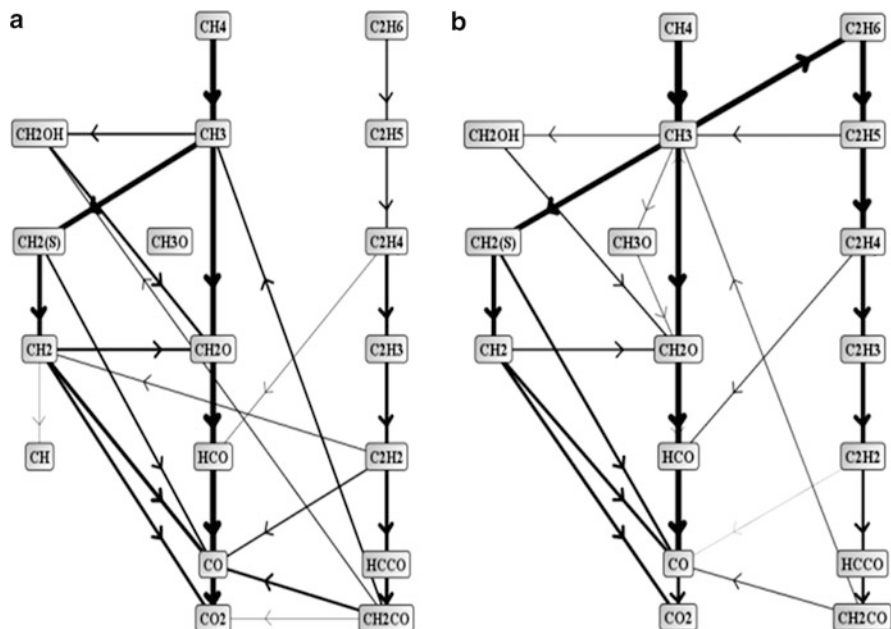 a
CH4 C2H6
CH2OH CH3 C2H5
CH2(S) CH3O C2H4
CH2 CH2O C2H3
CH HCO C2H2
CO HCCO
CO2 CH2CO
b
CH4 C2H6
CH2OH CH3 C2H5
CH2(S) CH3O C2H4
CH2 CH2O C2H3
HCO C2H2
CO HCCO
CO2 CH2CO